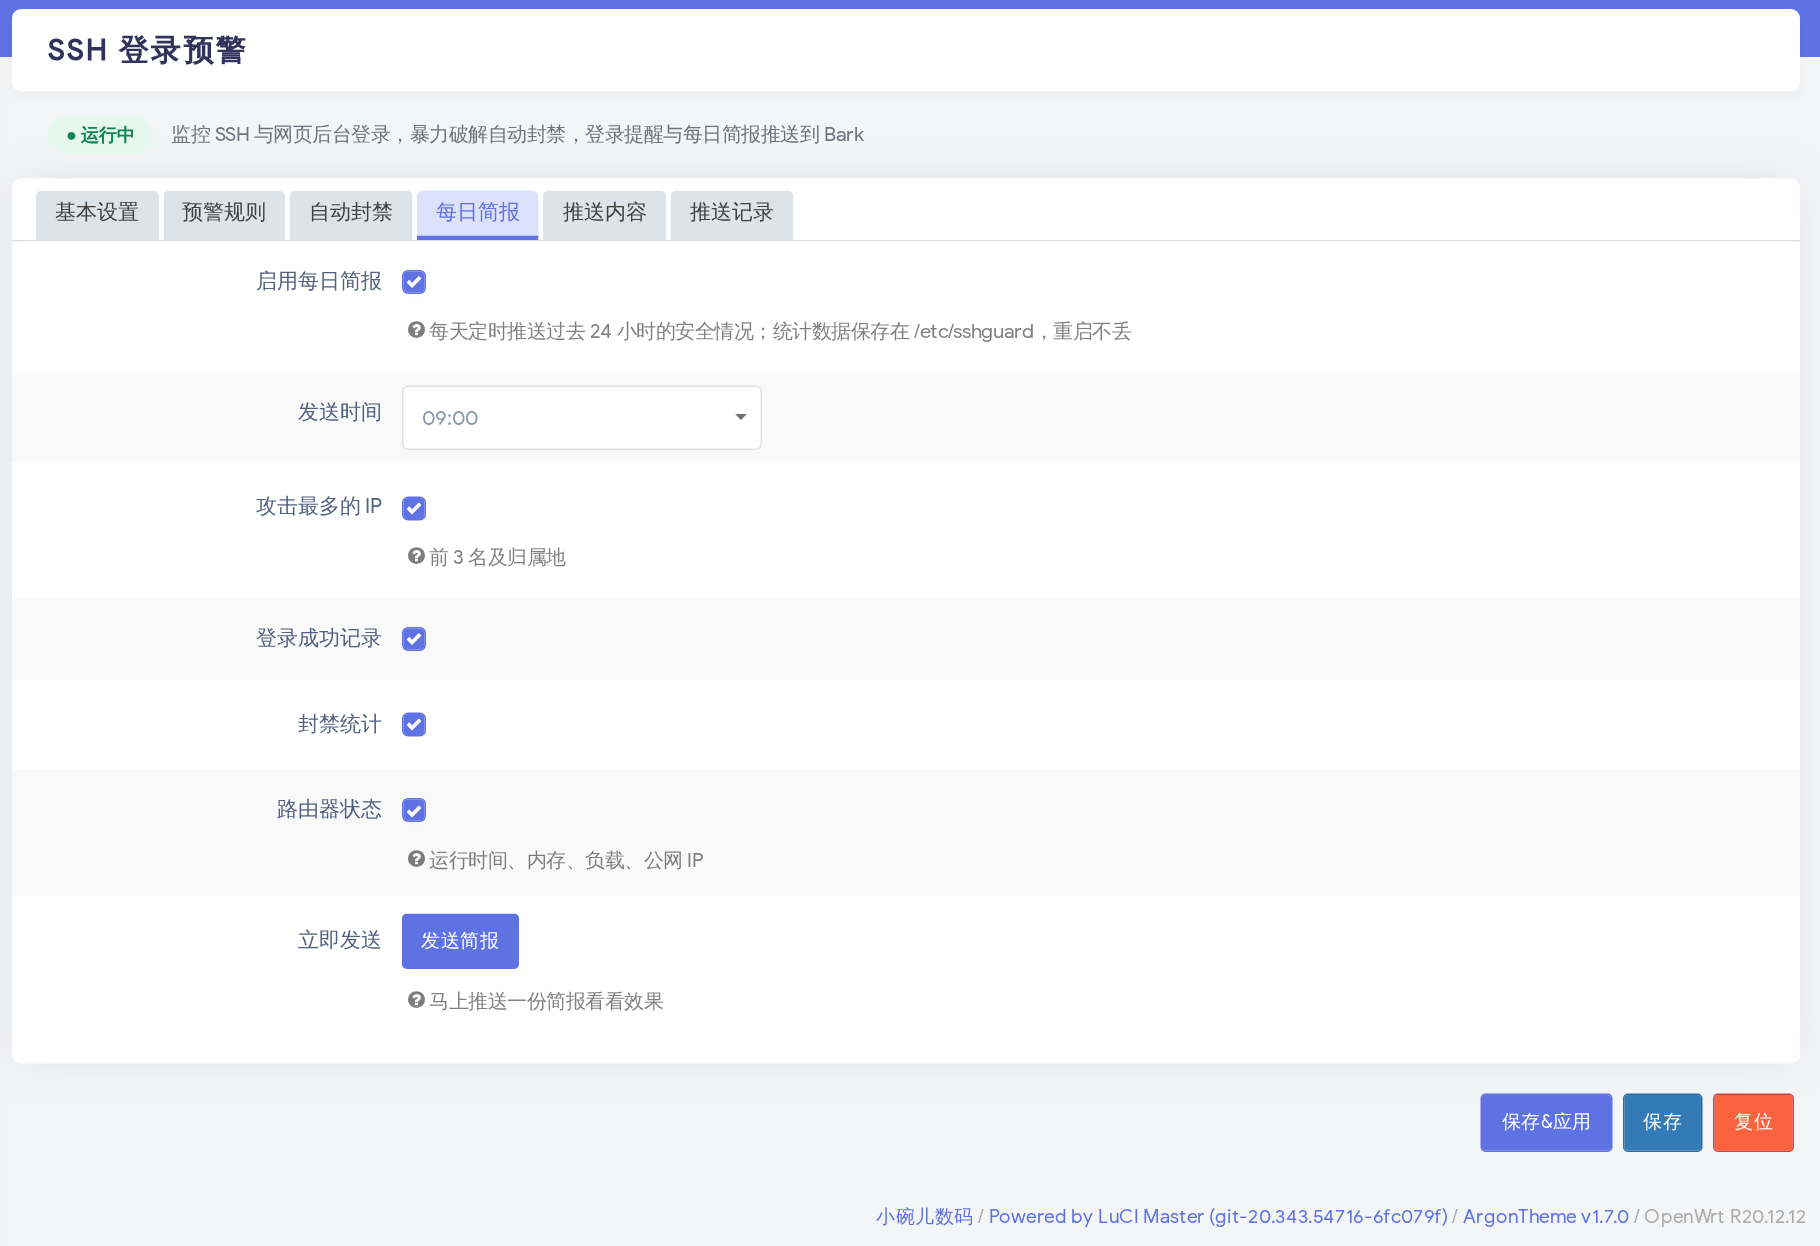 SSH 登录预警
● 运行中 监控 SSH 与网页后台登录，暴力破解自动封禁，登录提醒与每日简报推送到 Bark
基本设置 预警规则 自动封禁 每日简报 推送内容 推送记录
启用每日简报
每天定时推送过去 24 小时的安全情况；统计数据保存在 /etc/sshguard，重启不丢
发送时间 09:00
攻击最多的 IP
前 3 名及归属地
登录成功记录
封禁统计
路由器状态
运行时间、内存、负载、公网 IP
立即发送 发送简报
马上推送一份简报看看效果
保存&应用 保存 复位
小碗儿数码 / Powered by LuCI Master (git-20.343.54716-6fc079f) / ArgonTheme v1.7.0 / OpenWrt R20.12.12